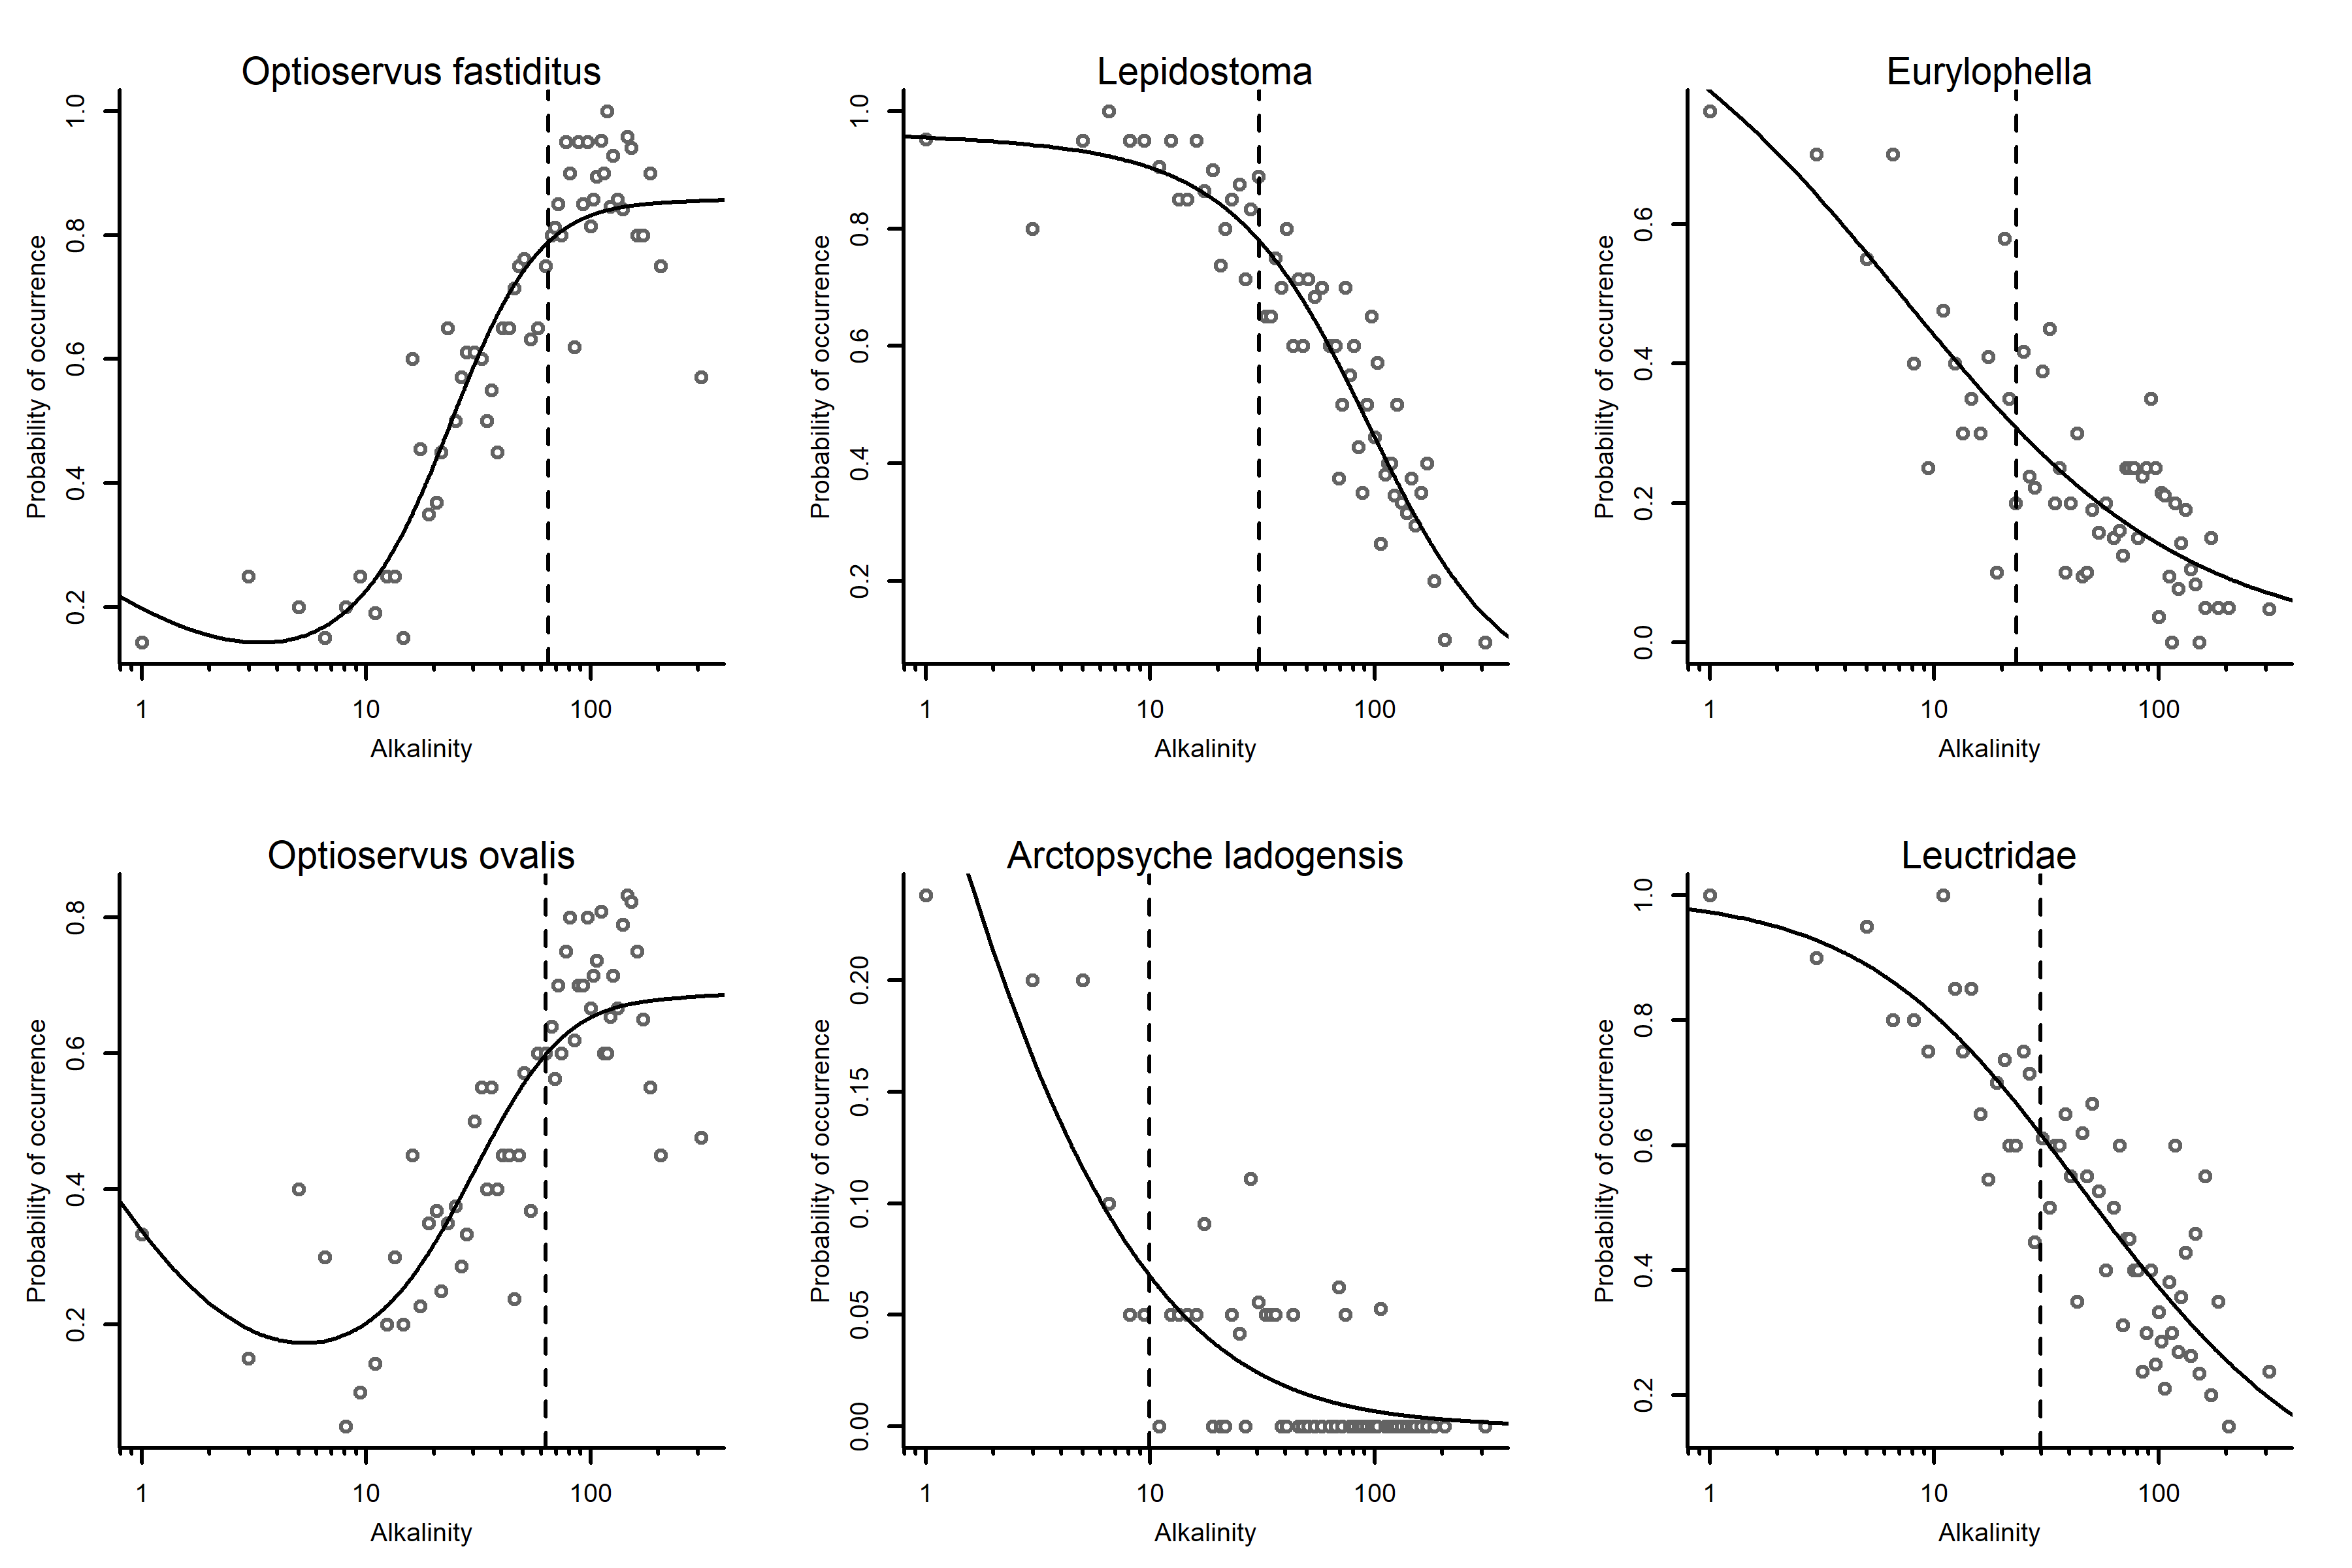 Optioservus fastiditus
Probability of occurrence
1.0
0.8
0.6
0.4
0.2
1 10 100
Alkalinity
Lepidostoma
Probability of occurrence
1.0
0.8
0.6
0.4
0.2
1 10 100
Alkalinity
Eurylophella
Probability of occurrence
0.6
0.4
0.2
0.0
1 10 100
Alkalinity
Optioservus ovalis
Probability of occurrence
0.8
0.6
0.4
0.2
1 10 100
Alkalinity
Arctopsyche ladogensis
Probability of occurrence
0.20
0.15
0.10
0.05
0.00
1 10 100
Alkalinity
Leuctridae
Probability of occurrence
1.0
0.8
0.6
0.4
0.2
1 10 100
Alkalinity